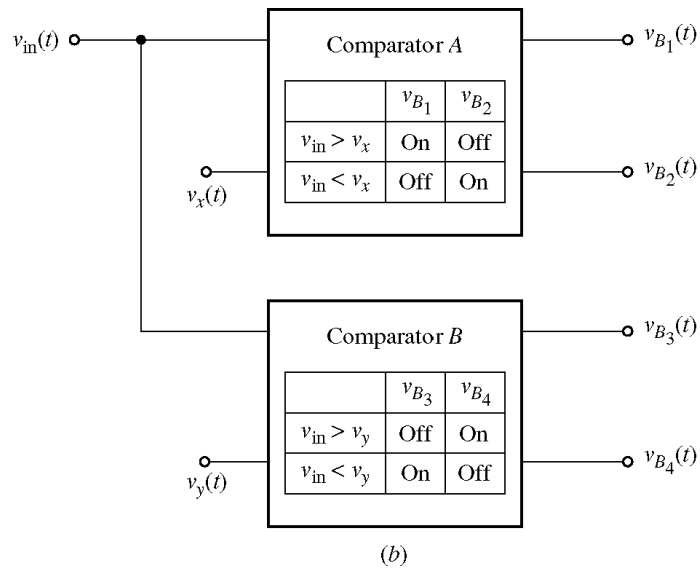 v_in(t)
Comparator A
v_B1(t)
v_B1 v_B2
v_in > v_x On Off
v_in < v_x Off On
v_x(t)
v_B2(t)
Comparator B
v_B3(t)
v_B3 v_B4
v_in > v_y Off On
v_in < v_y On Off
v_y(t)
v_B4(t)
(b)